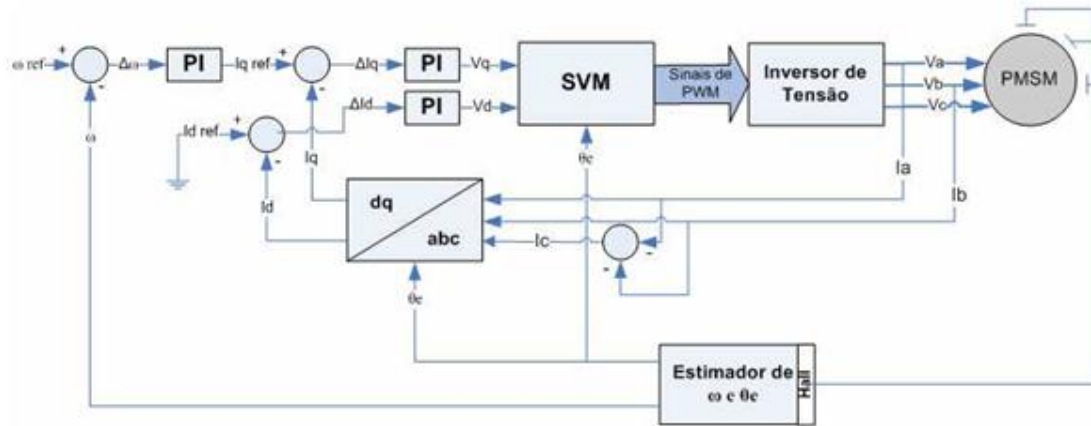 ω ref
+
-
Δω
PI
Iq ref
+
-
ΔIq
PI
Vq
SVM
Sinais de
PWM
Inversor de
Tensão
Va
Vb
Vc
PMSM
ΔId
PI
Vd
Id ref
+
-
ω
Iq
Id
θe
Ia
Ib
dq
abc
Ic
-
-
θe
Estimador de
ω e θe
Hall